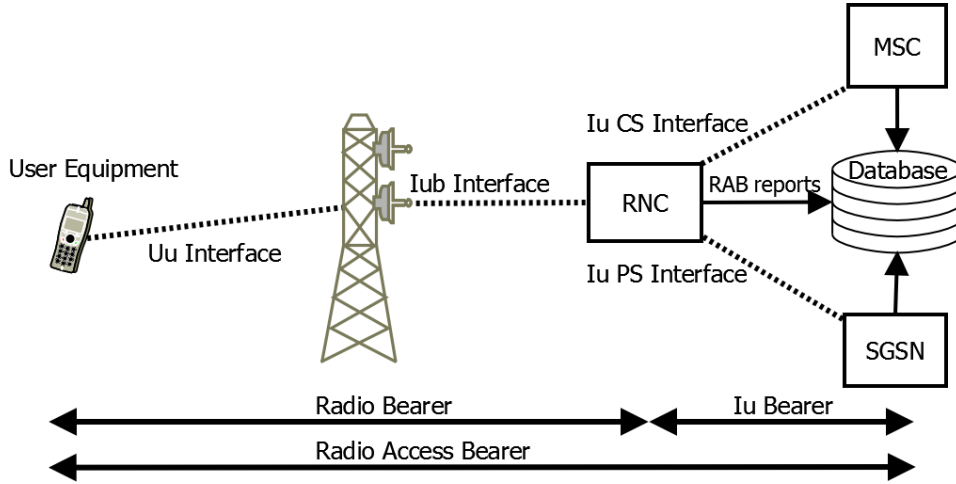 MSC
Iu CS Interface
User Equipment
Iub Interface
RNC
RAB reports
Database
Uu Interface
Iu PS Interface
SGSN
Radio Bearer
Iu Bearer
Radio Access Bearer